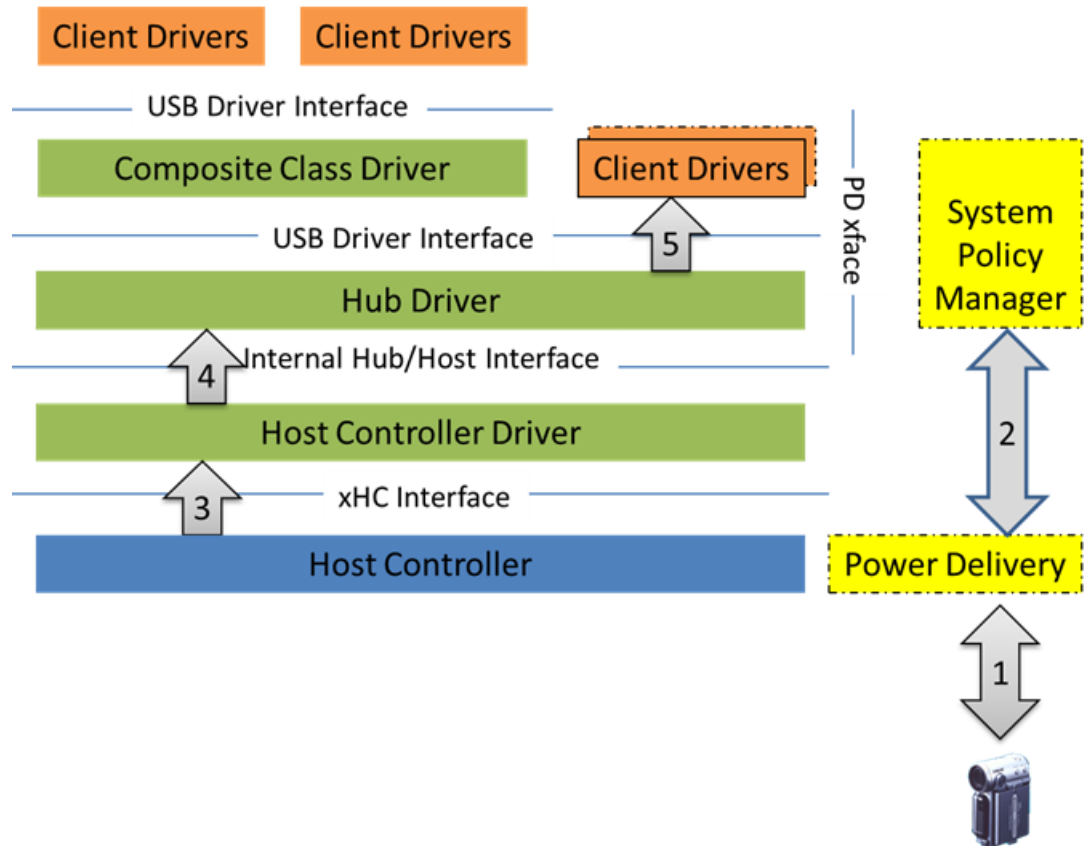 Client Drivers
Client Drivers
USB Driver Interface
Composite Class Driver
Client Drivers
PD xface
System
Policy
Manager
USB Driver Interface
5
Hub Driver
4
Internal Hub/Host Interface
Host Controller Driver
2
3
xHC Interface
Host Controller
Power Delivery
1